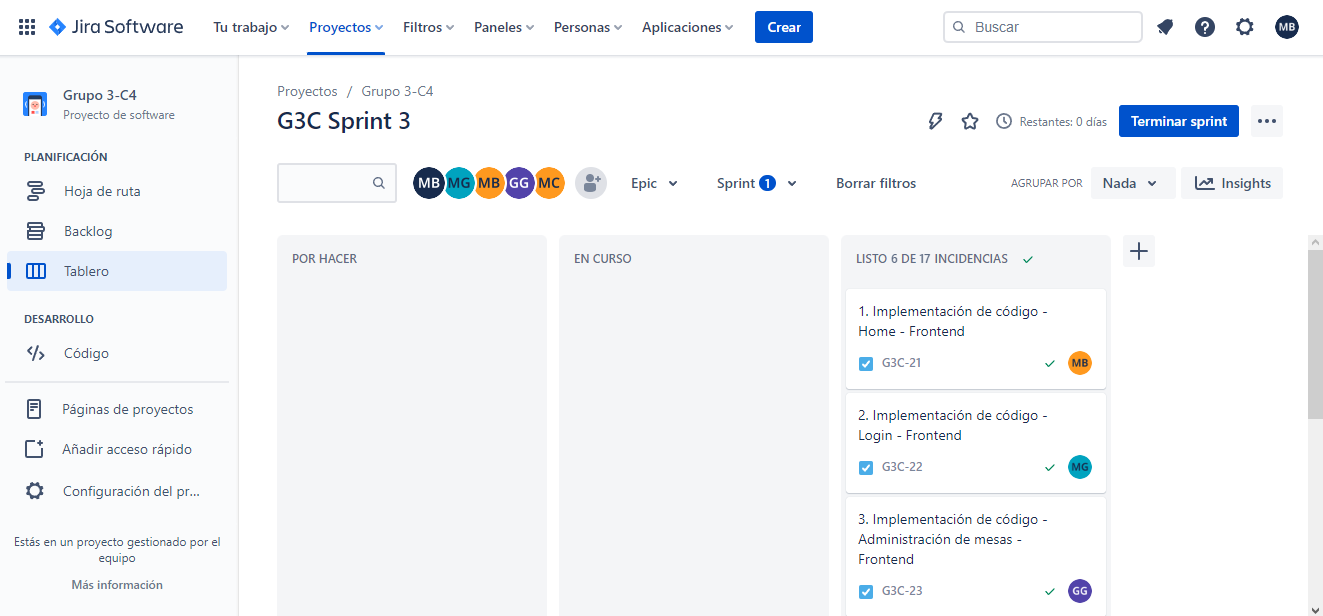 Jira Software
Tu trabajo
Proyectos
Filtros
Paneles
Personas
Aplicaciones
Crear
Buscar
MB
Grupo 3-C4
Proyecto de software
PLANIFICACIÓN
Hoja de ruta
Backlog
Tablero
DESARROLLO
Código
Páginas de proyectos
Añadir acceso rápido
Configuración del pr...
Estás en un proyecto gestionado por el
equipo
Más información
Proyectos / Grupo 3-C4
G3C Sprint 3
Restantes: 0 días
Terminar sprint
MB MG MB GG MC
Epic
Sprint 1
Borrar filtros
AGRUPAR POR
Nada
Insights
POR HACER
EN CURSO
LISTO 6 DE 17 INCIDENCIAS
1. Implementación de código -
Home - Frontend
G3C-21
MB
2. Implementación de código -
Login - Frontend
G3C-22
MG
3. Implementación de código -
Administración de mesas -
Frontend
G3C-23
GG